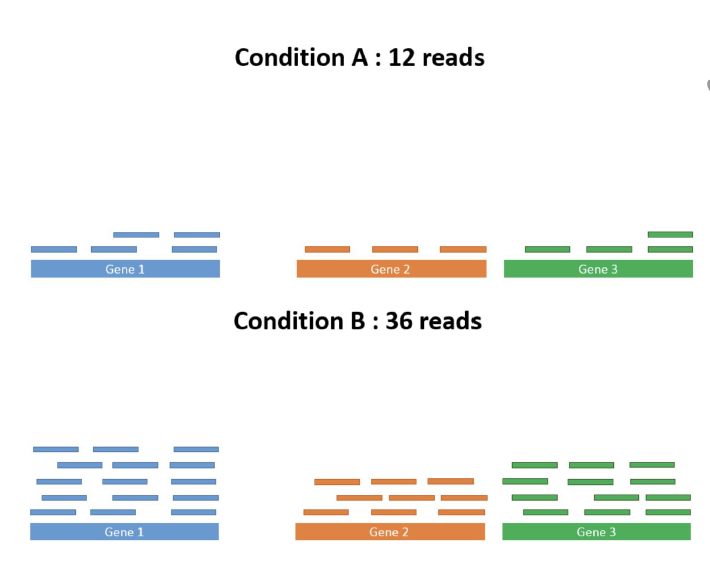 Condition A : 12 reads
Gene 1
Gene 2
Gene 3
Condition B : 36 reads
Gene 1
Gene 2
Gene 3